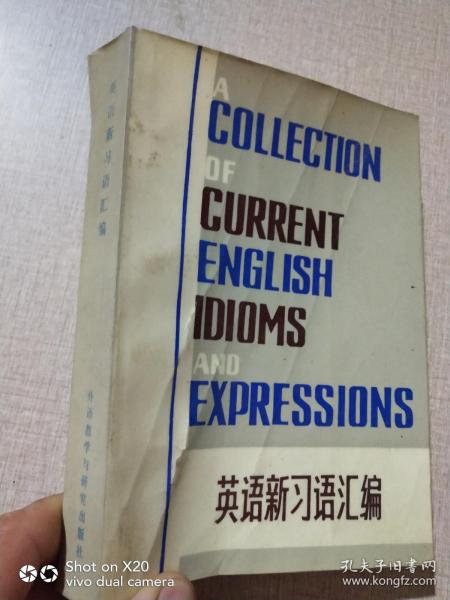 英语新习语汇编
外语教学与研究出版社
A
COLLECTION
OF
CURRENT
ENGLISH
IDIOMS
AND
EXPRESSIONS
英语新习语汇编
Shot on X20
vivo dual camera
孔夫子旧书网
www.kongfz.com